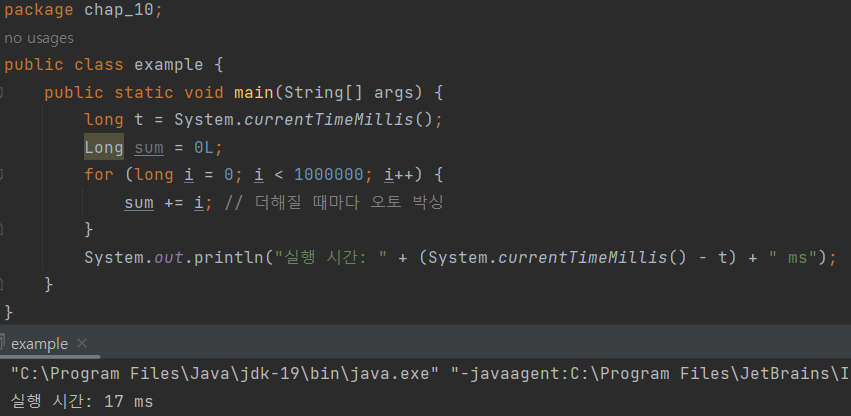 package chap_10;
no usages
public class example {
public static void main(String[] args) {
long t = System.currentTimeMillis();
Long sum = 0L;
for (long i = 0; i < 1000000; i++) {
sum += i; // 더해질 때마다 오토 박싱
}
System.out.println("실행 시간: " + (System.currentTimeMillis() - t) + " ms");
}
}
example
"C:\Program Files\Java\jdk-19\bin\java.exe" "-javaagent:C:\Program Files\JetBrains\I
실행 시간: 17 ms